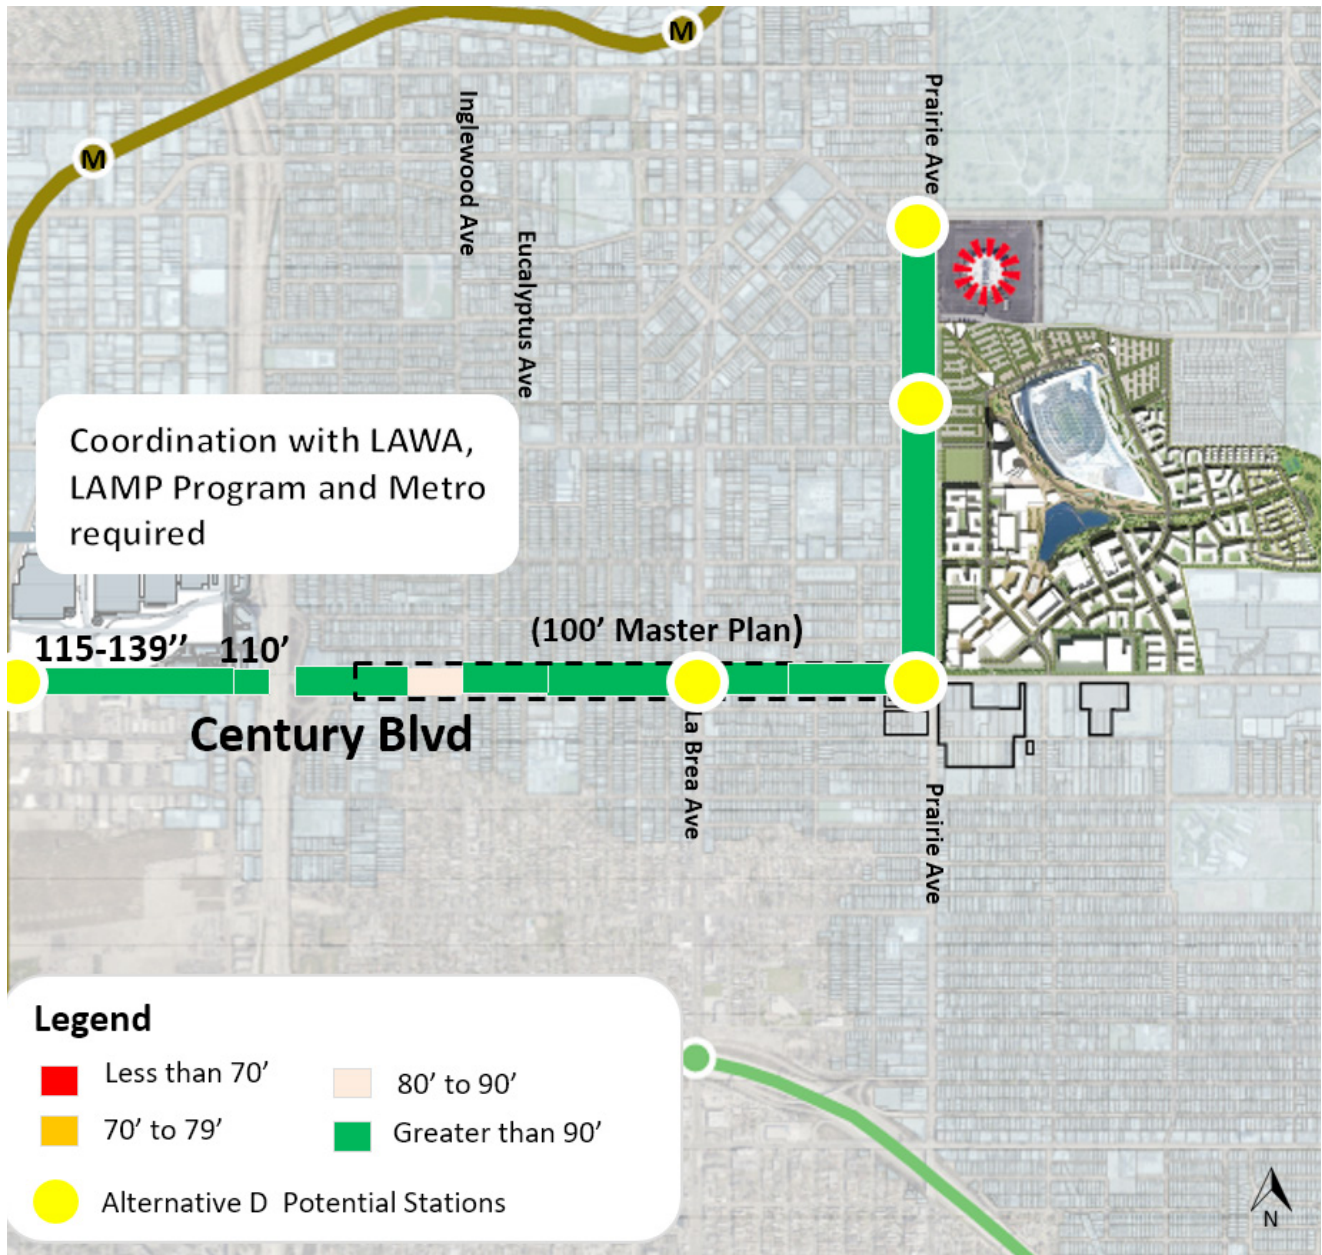 M
M
Prairie Ave
Inglewood Ave
Eucalyptus Ave
Coordination with LAWA,
LAMP Program and Metro
required
(100’ Master Plan)
115-139’’
110’
Century Blvd
La Brea Ave
Prairie Ave
Legend
Less than 70’
80’ to 90’
70’ to 79’
Greater than 90’
Alternative D Potential Stations
N